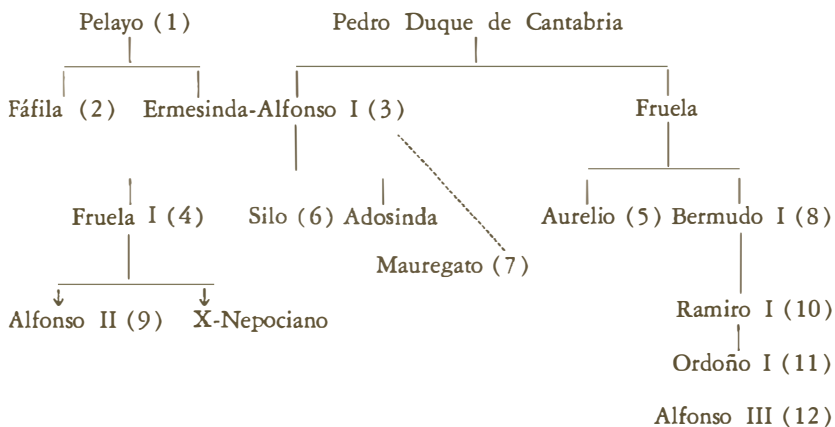 Pelayo (1) Pedro Duque de Cantabria
Fáfila (2) Ermesinda-Alfonso I (3) Fruela
Fruela I (4) Silo (6) Adosinda Aurelio (5) Bermudo I (8)
Mauregato (7)
Alfonso II (9) X-Nepociano Ramiro I (10)
Ordoño I (11)
Alfonso III (12)